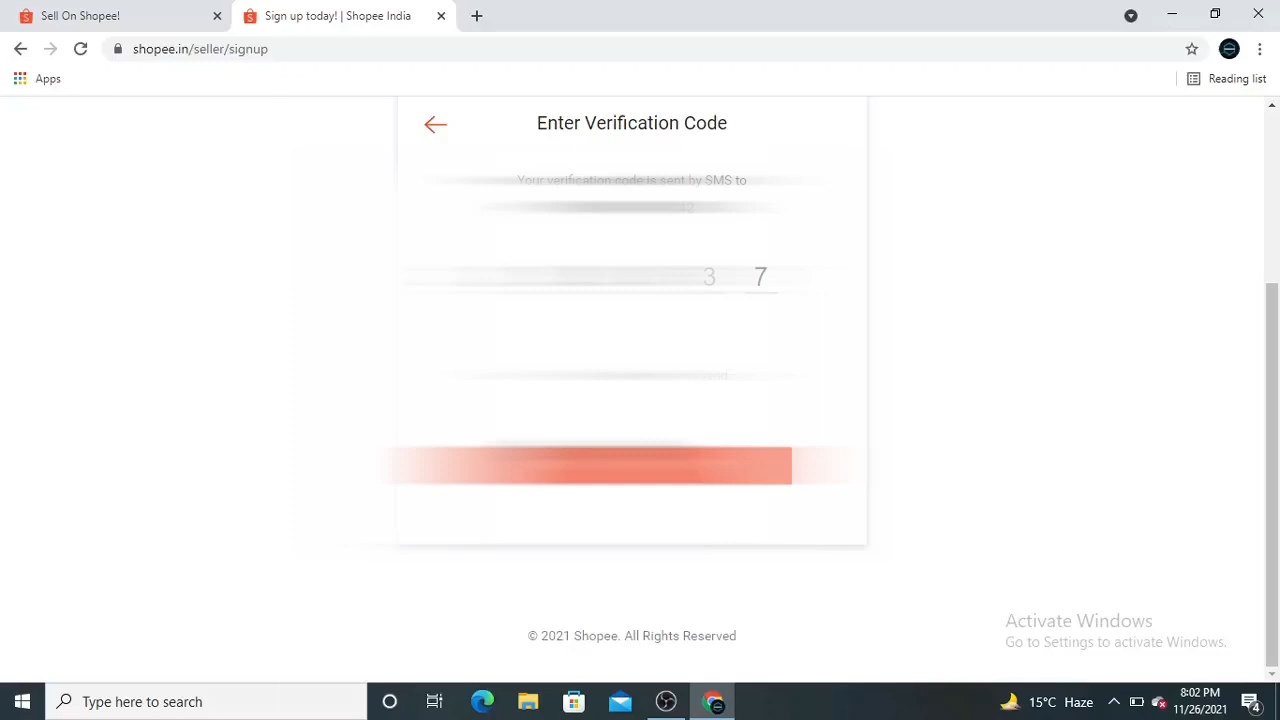 Sell On Shopee!
Sign up today! | Shopee India
shopee.in/seller/signup
Apps
Reading list
Enter Verification Code
Your verification code is sent by SMS to
42
3 7
© 2021 Shopee. All Rights Reserved
Activate Windows
Go to Settings to activate Windows.
Type here to search
15°C Haze
8:02 PM
11/26/2021
4